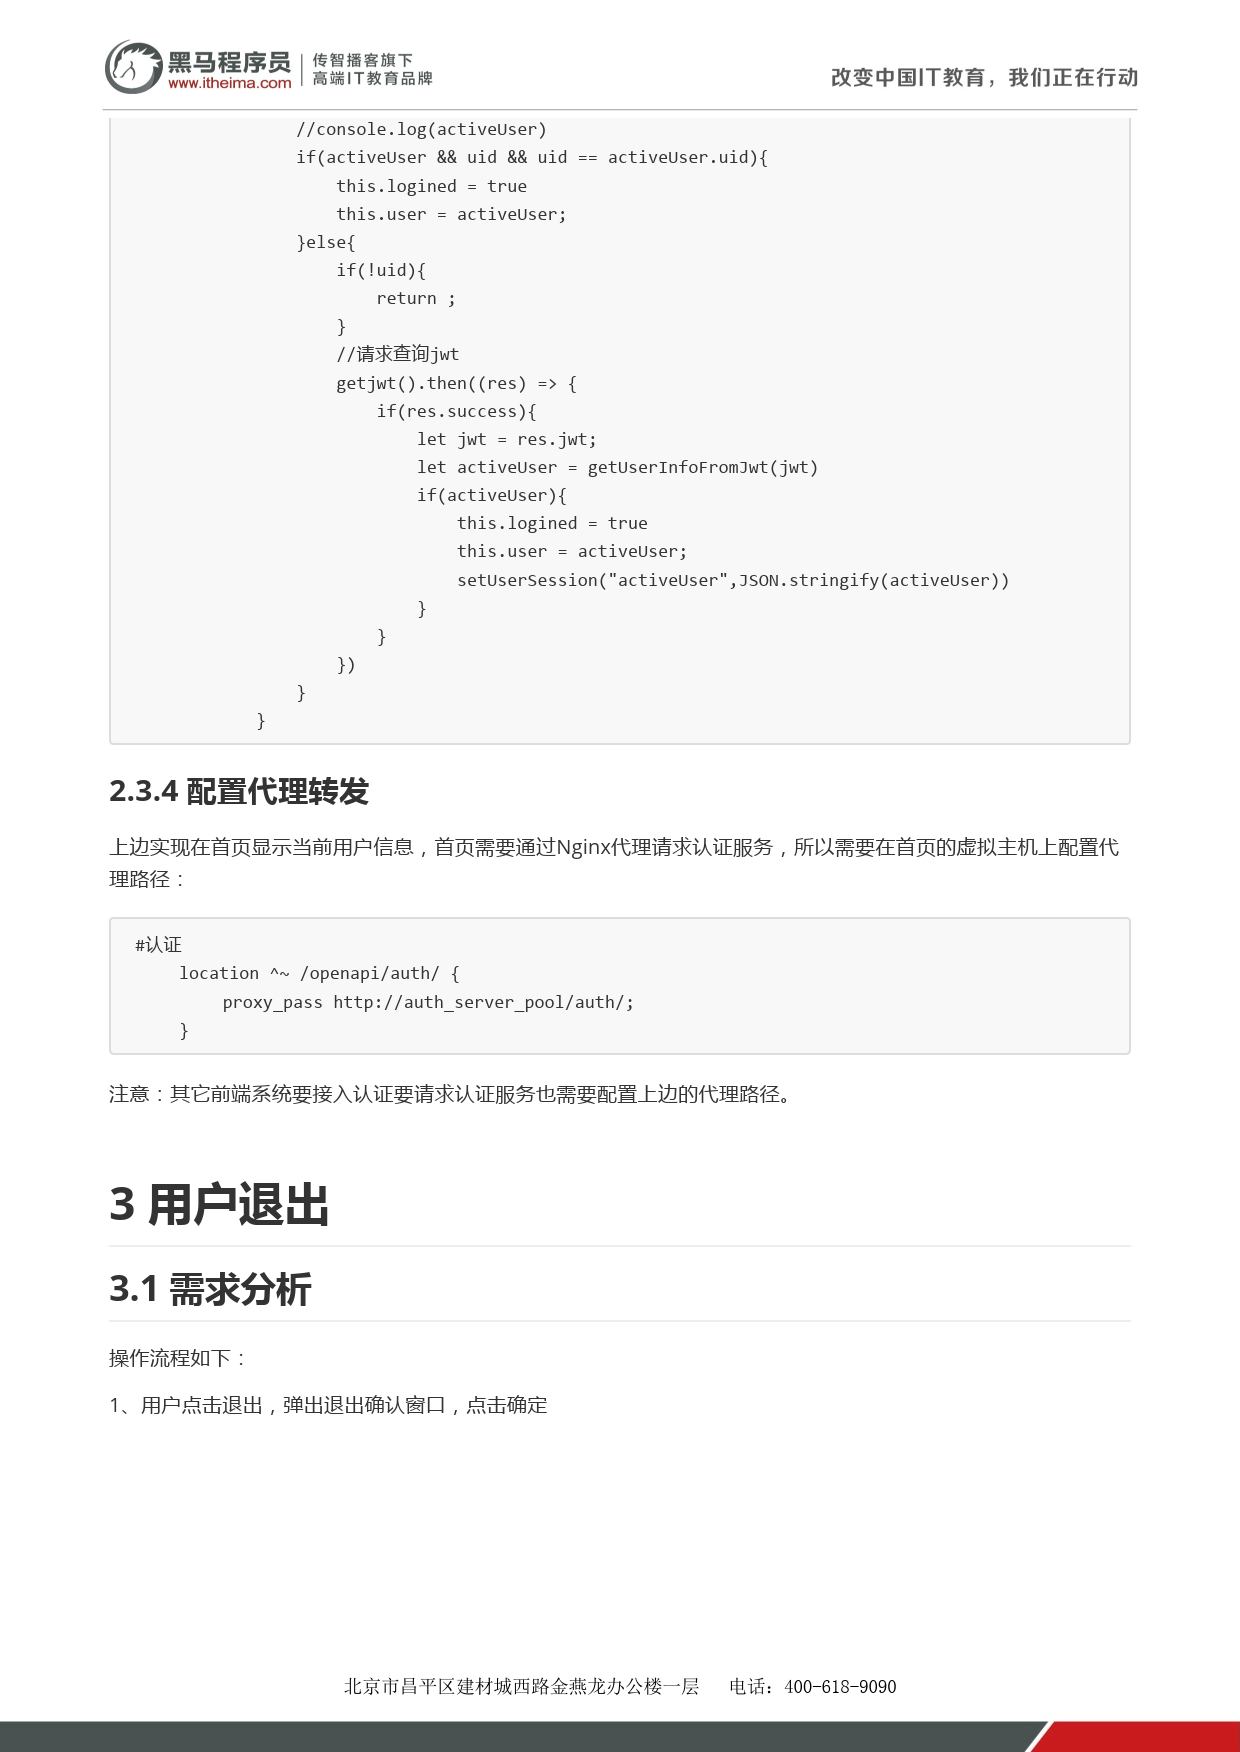 黑马程序员
www.itheima.com
传智播客旗下
高端IT教育品牌
改变中国IT教育，我们正在行动
//console.log(activeUser)
if(activeUser && uid && uid == activeUser.uid){
this.logined = true
this.user = activeUser;
}else{
if(!uid){
return ;
}
//请求查询jwt
getjwt().then((res) => {
if(res.success){
let jwt = res.jwt;
let activeUser = getUserInfoFromJwt(jwt)
if(activeUser){
this.logined = true
this.user = activeUser;
setUserSession("activeUser",JSON.stringify(activeUser))
}
}
})
}
}
2.3.4 配置代理转发
上边实现在首页显示当前用户信息，首页需要通过Nginx代理请求认证服务，所以需要在首页的虚拟主机上配置代
理路径：
#认证
location ^~ /openapi/auth/ {
proxy_pass http://auth_server_pool/auth/;
}
注意：其它前端系统要接入认证要请求认证服务也需要配置上边的代理路径。
3 用户退出
3.1 需求分析
操作流程如下：
1、用户点击退出，弹出退出确认窗口，点击确定
北京市昌平区建材城西路金燕龙办公楼一层 电话：400-618-9090